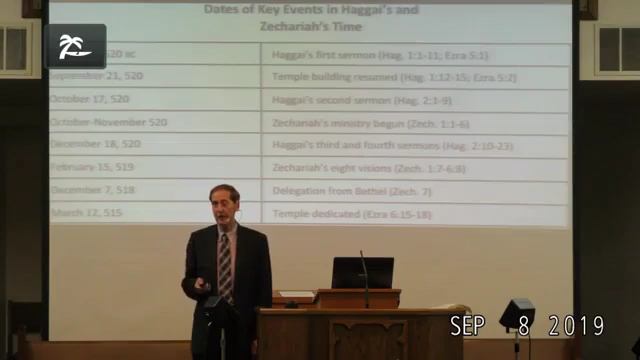 Dates of Key Events in Haggai's and
Zechariah's Time
520 BC Haggai's first sermon (Hag. 1:1-11; Ezra 5:1)
September 21, 520 Temple building resumed (Hag. 1:12-15; Ezra 5:2)
October 17, 520 Haggai's second sermon (Hag. 2:1-9)
October-November 520 Zechariah's ministry begun (Zech. 1:1-6)
December 18, 520 Haggai's third and fourth sermons (Hag. 2:10-23)
February 15, 519 Zechariah's eight visions (Zech. 1:7-6:8)
December 7, 518 Delegation from Bethel (Zech. 7)
March 12, 515 Temple dedicated (Ezra 6:15-18)
SEP 8 2019